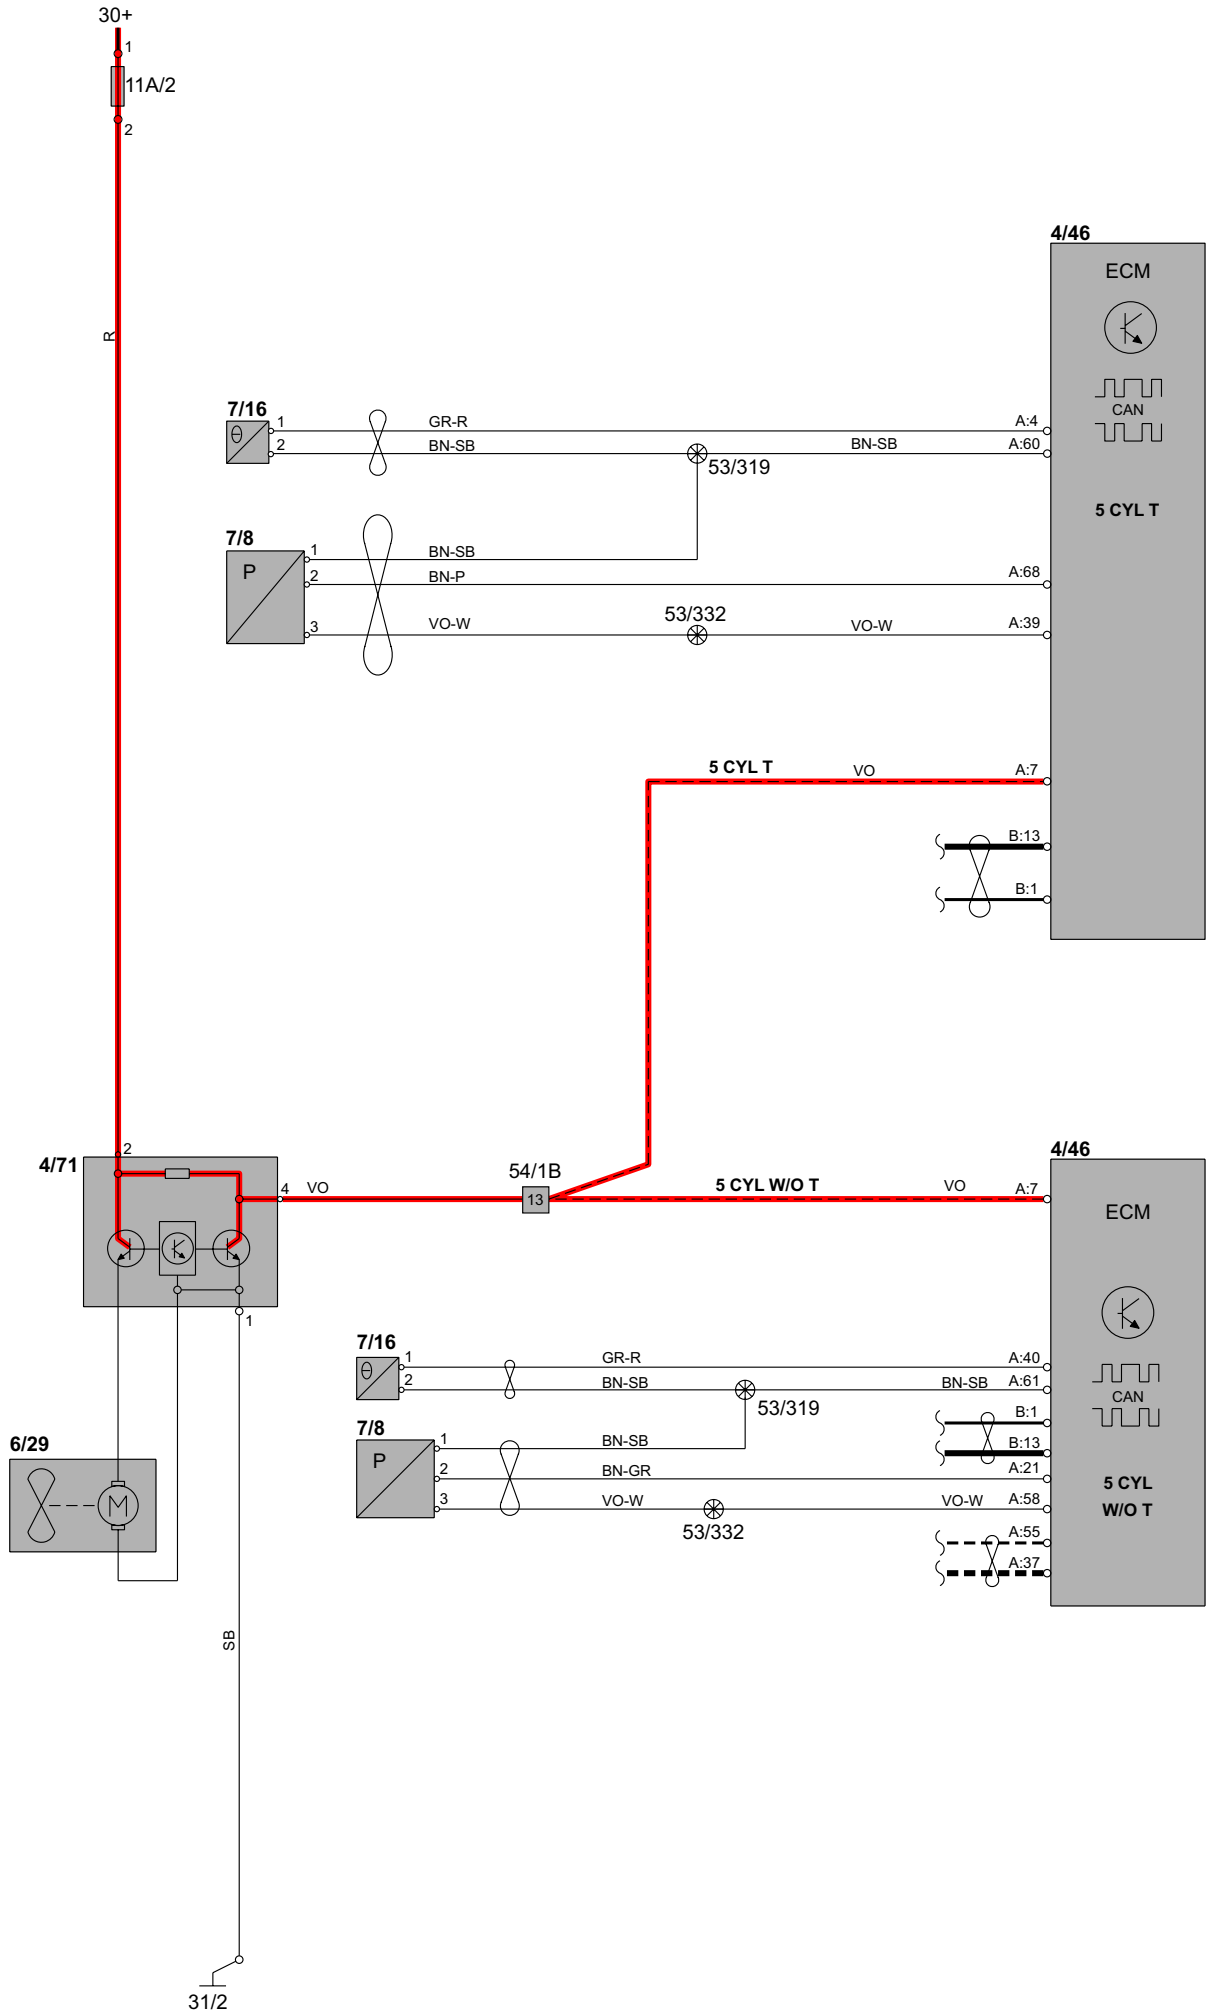 30+
1
11A/2
2
R
4/46
ECM
CAN
5 CYL T
7/16
θ
1
GR-R
A:4
2
BN-SB
BN-SB
A:60
53/319
7/8
P
1
BN-SB
2
BN-P
A:68
3
VO-W
53/332
VO-W
A:39
5 CYL T
VO
A:7
B:13
B:1
4/71
2
4
VO
54/1B
13
5 CYL W/O T
VO
A:7
1
4/46
ECM
CAN
5 CYL
W/O T
7/16
θ
1
GR-R
A:40
2
BN-SB
BN-SB
A:61
53/319
B:1
B:13
7/8
P
1
BN-SB
2
BN-GR
A:21
3
VO-W
53/332
VO-W
A:58
A:55
A:37
6/29
M
SB
31/2